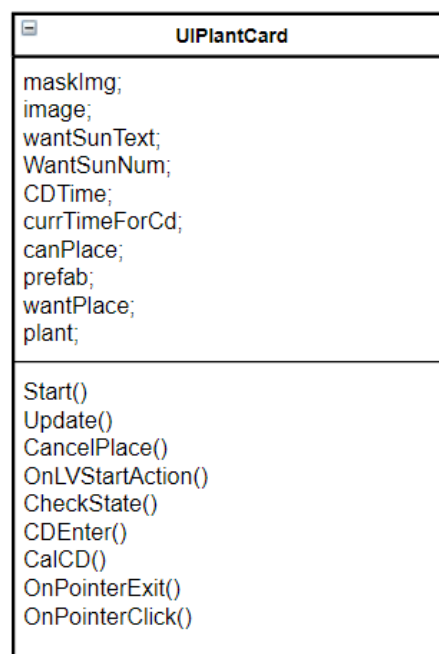 UIPlantCard
maskImg;
image;
wantSunText;
WantSunNum;
CDTime;
currTimeForCd;
canPlace;
prefab;
wantPlace;
plant;
Start()
Update()
CancelPlace()
OnLVStartAction()
CheckState()
CDEnter()
CalCD()
OnPointerExit()
OnPointerClick()